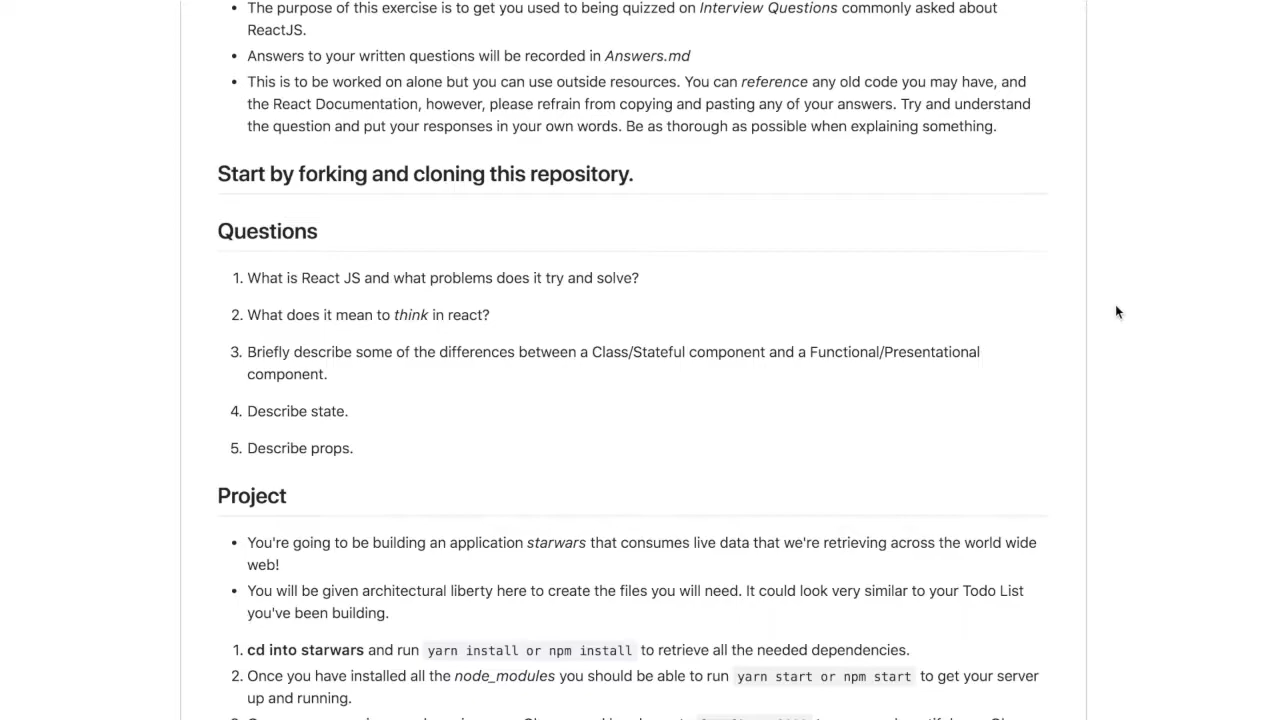 • The purpose of this exercise is to get you used to being quizzed on Interview Questions commonly asked about
ReactJS.
• Answers to your written questions will be recorded in Answers.md
• This is to be worked on alone but you can use outside resources. You can reference any old code you may have, and
the React Documentation, however, please refrain from copying and pasting any of your answers. Try and understand
the question and put your responses in your own words. Be as thorough as possible when explaining something.
Start by forking and cloning this repository.
Questions
1. What is React JS and what problems does it try and solve?
2. What does it mean to think in react?
3. Briefly describe some of the differences between a Class/Stateful component and a Functional/Presentational
component.
4. Describe state.
5. Describe props.
Project
• You're going to be building an application starwars that consumes live data that we're retrieving across the world wide
web!
• You will be given architectural liberty here to create the files you will need. It could look very similar to your Todo List
you've been building.
1. cd into starwars and run yarn install or npm install to retrieve all the needed dependencies.
2. Once you have installed all the node_modules you should be able to run yarn start or npm start to get your server
up and running.